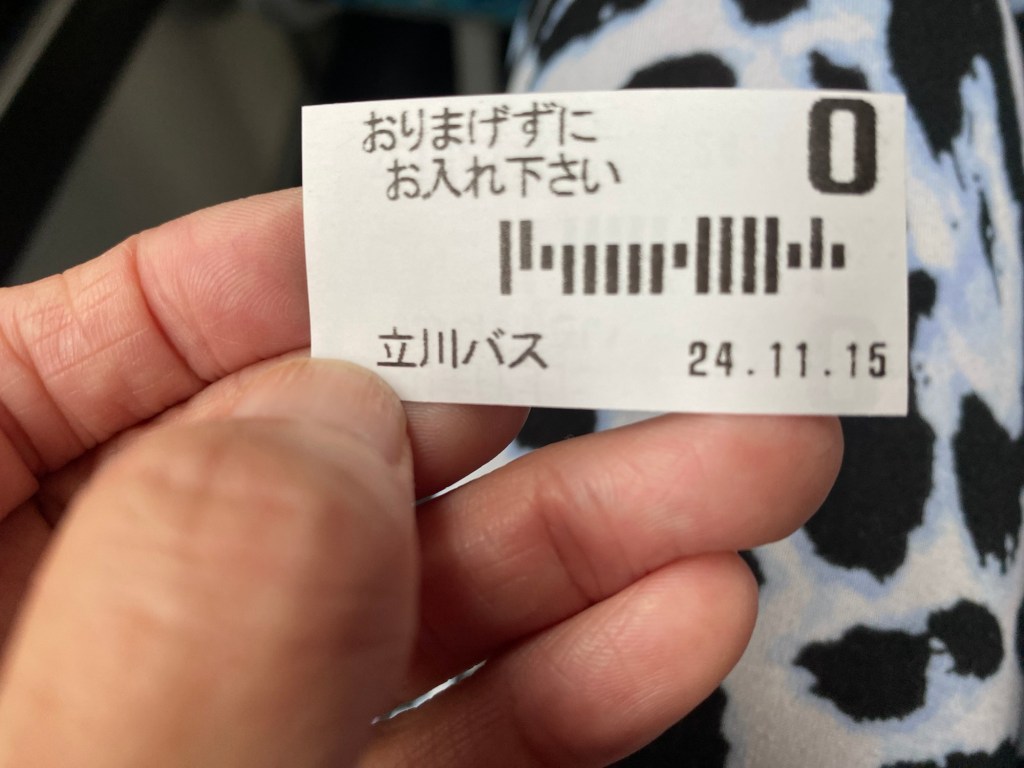 おりまげずに
お入れ下さい
0
立川バス
24.11.15